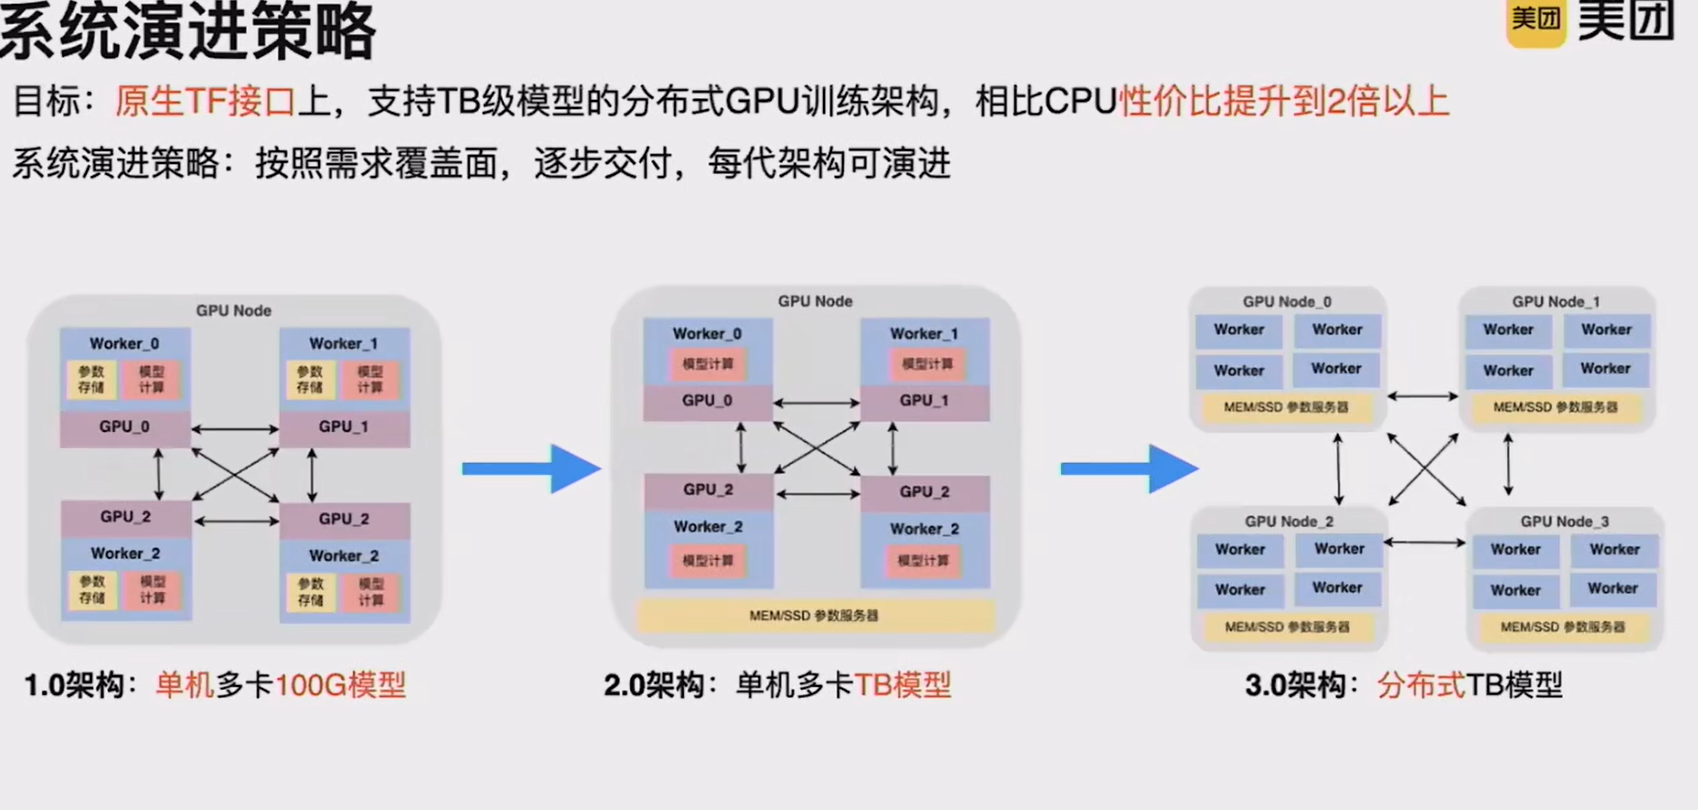 系统演进策略
美团 美团
目标：原生TF接口上，支持TB级模型的分布式GPU训练架构，相比CPU性价比提升到2倍以上
系统演进策略：按照需求覆盖面，逐步交付，每代架构可演进
GPU Node
Worker_0
参数存储
模型计算
GPU_0
Worker_1
参数存储
模型计算
GPU_1
GPU_2
Worker_2
参数存储
模型计算
GPU_2
Worker_2
参数存储
模型计算
1.0架构：单机多卡100G模型
GPU Node
Worker_0
模型计算
GPU_0
Worker_1
模型计算
GPU_1
GPU_2
Worker_2
模型计算
GPU_2
Worker_2
模型计算
MEM/SSD 参数服务器
2.0架构：单机多卡TB模型
GPU Node_0
Worker Worker
Worker Worker
MEM/SSD 参数服务器
GPU Node_1
Worker Worker
Worker Worker
MEM/SSD 参数服务器
GPU Node_2
Worker Worker
Worker Worker
MEM/SSD 参数服务器
GPU Node_3
Worker Worker
Worker Worker
MEM/SSD 参数服务器
3.0架构：分布式TB模型